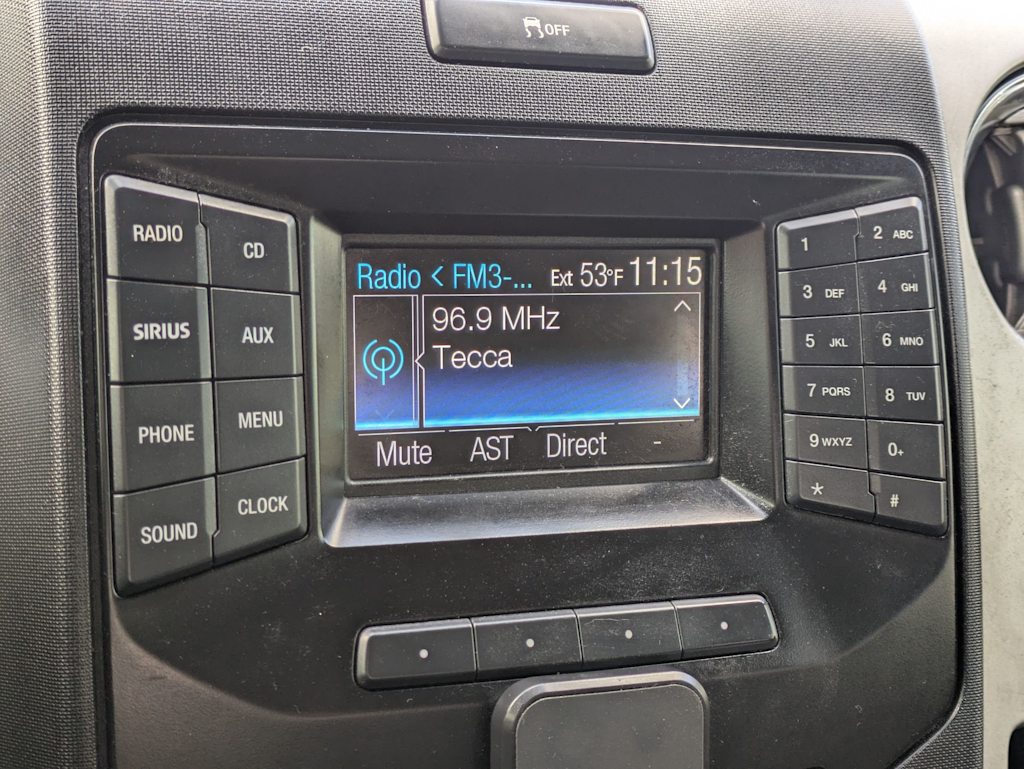 OFF
RADIO
CD
SIRIUS
AUX
PHONE
MENU
SOUND
CLOCK
Radio < FM3-... Ext 53°F 11:15
96.9 MHz
Tecca
Mute AST Direct -
1
2 ABC
3 DEF
4 GHI
5 JKL
6 MNO
7 PQRS
8 TUV
9 WXYZ
0+
*
#